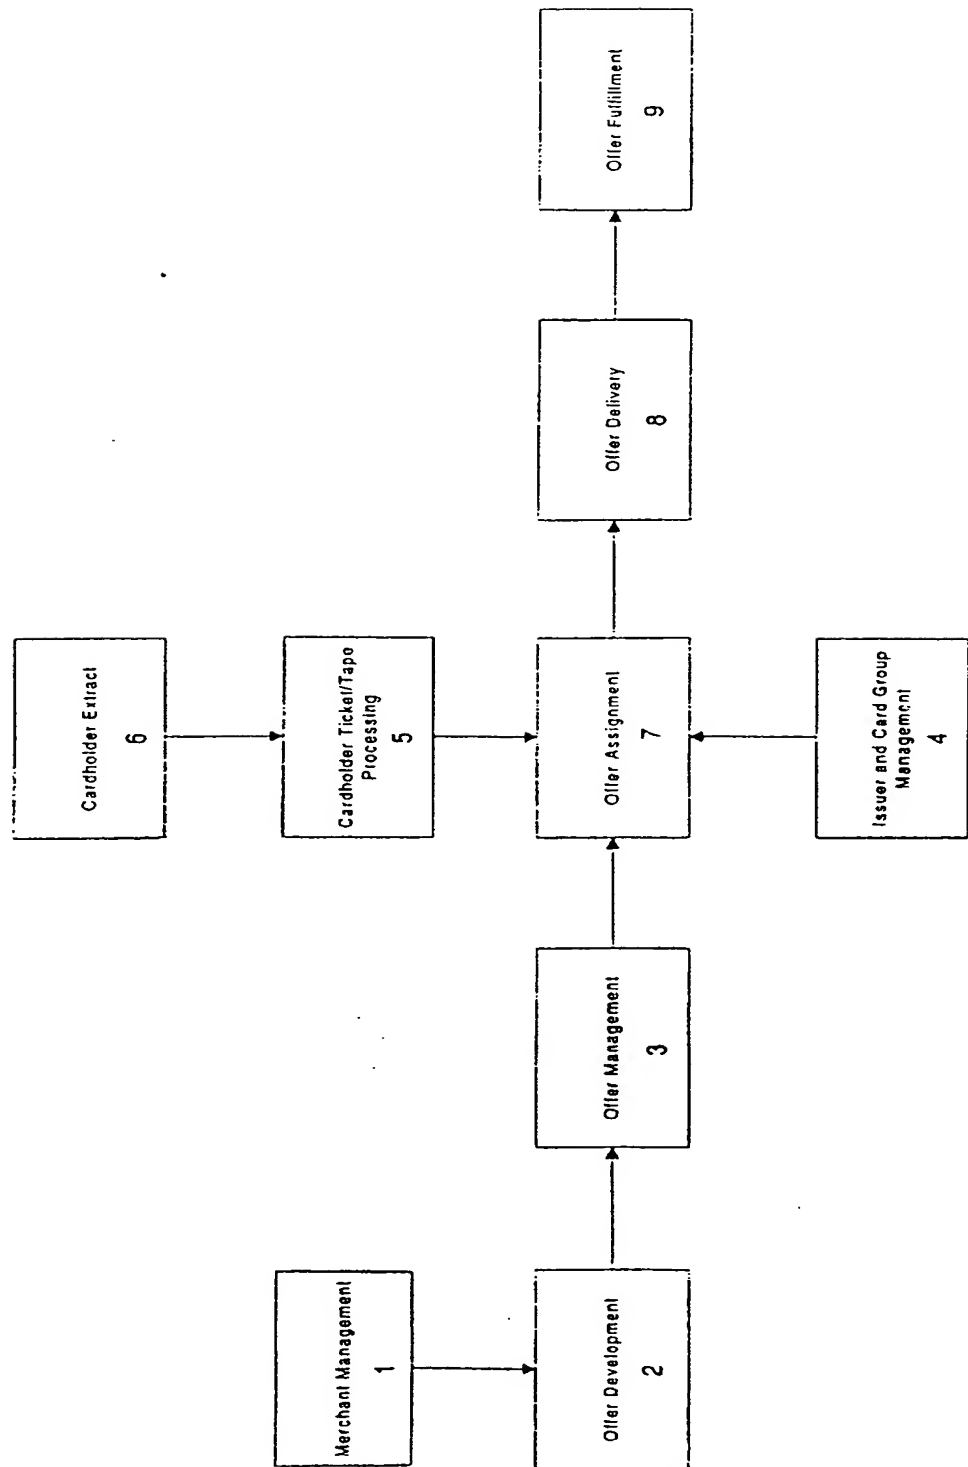 Cardholder Extract
6
Merchant Management
1
Cardholder Ticket/Tape
Processing
5
Offer Development
2
Offer Management
3
Offer Assignment
7
Offer Delivery
8
Offer Fulfillment
9
Issuer and Card Group
Management
4